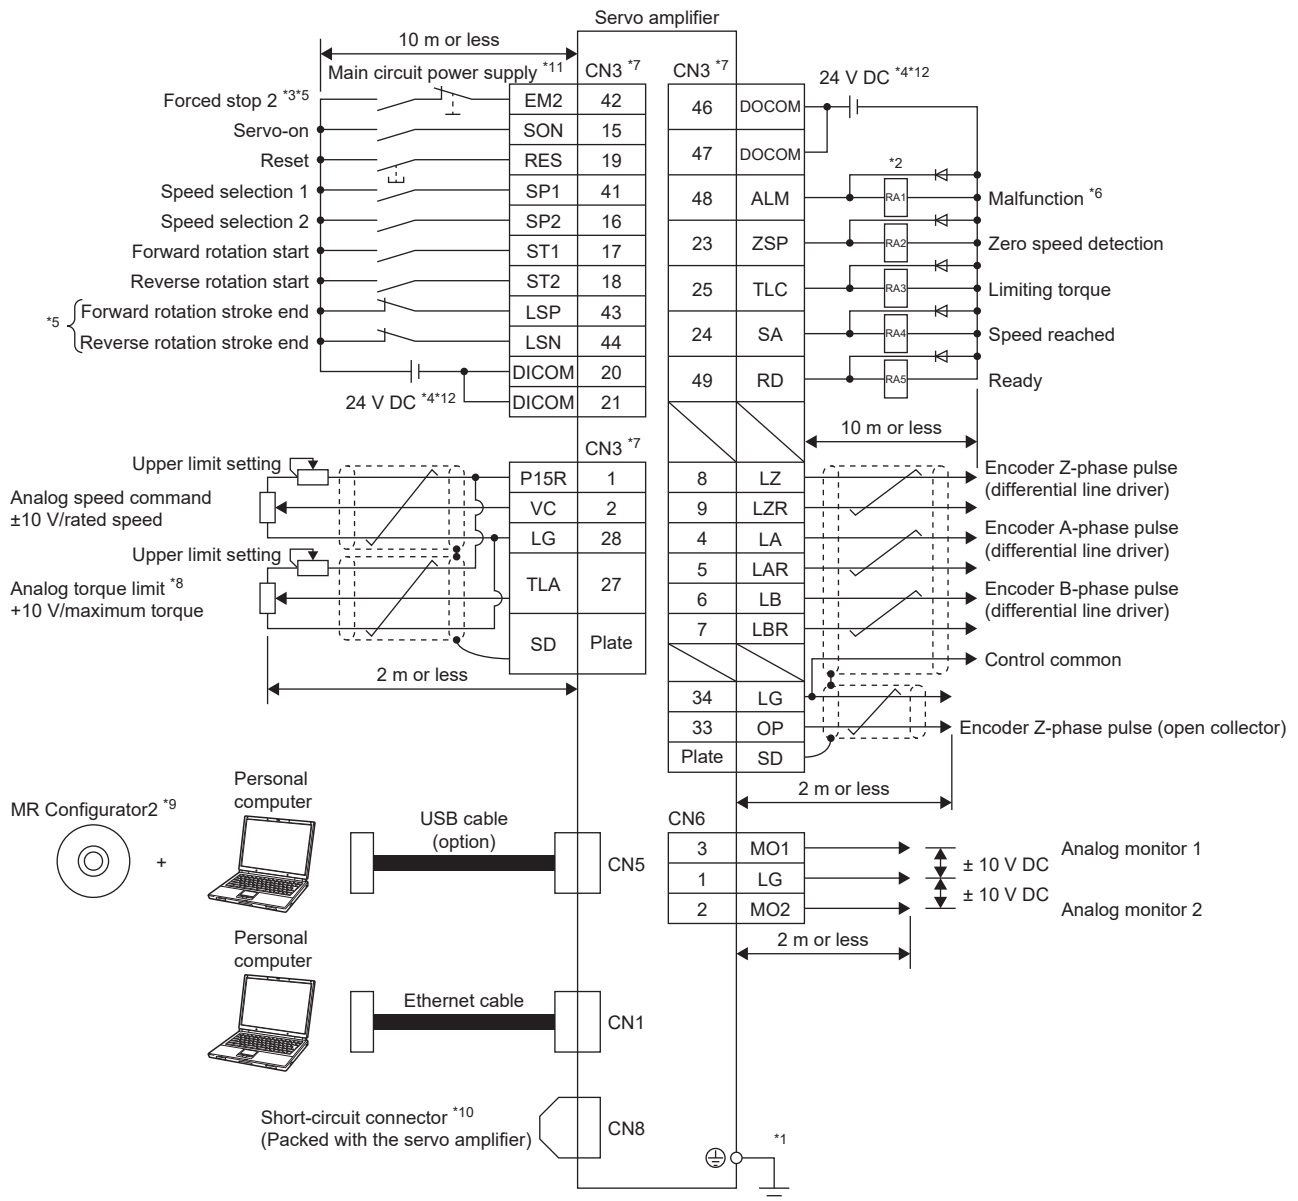 Servo amplifier
10 m or less
Main circuit power supply *11
CN3 *7
Forced stop 2 *3*5
EM2 42
Servo-on
SON 15
Reset
RES 19
Speed selection 1
SP1 41
Speed selection 2
SP2 16
Forward rotation start
ST1 17
Reverse rotation start
ST2 18
*5
Forward rotation stroke end
LSP 43
Reverse rotation stroke end
LSN 44
DICOM 20
24 V DC *4*12
DICOM 21
CN3 *7
24 V DC *4*12
46 DOCOM
47 DOCOM
*2
48 ALM
RA1
Malfunction *6
23 ZSP
RA2
Zero speed detection
25 TLC
RA3
Limiting torque
24 SA
RA4
Speed reached
49 RD
RA5
Ready
10 m or less
CN3 *7
Upper limit setting
P15R 1
Analog speed command
±10 V/rated speed
VC 2
LG 28
Upper limit setting
Analog torque limit *8
+10 V/maximum torque
TLA 27
SD Plate
2 m or less
8 LZ
Encoder Z-phase pulse
(differential line driver)
9 LZR
4 LA
Encoder A-phase pulse
(differential line driver)
5 LAR
6 LB
Encoder B-phase pulse
(differential line driver)
7 LBR
Control common
34 LG
33 OP
Encoder Z-phase pulse (open collector)
Plate SD
2 m or less
MR Configurator2 *9
+
Personal
computer
USB cable
(option)
CN5
CN6
3 MO1
Analog monitor 1
± 10 V DC
1 LG
± 10 V DC
2 MO2
Analog monitor 2
2 m or less
Personal
computer
Ethernet cable
CN1
Short-circuit connector *10
(Packed with the servo amplifier)
CN8
*1